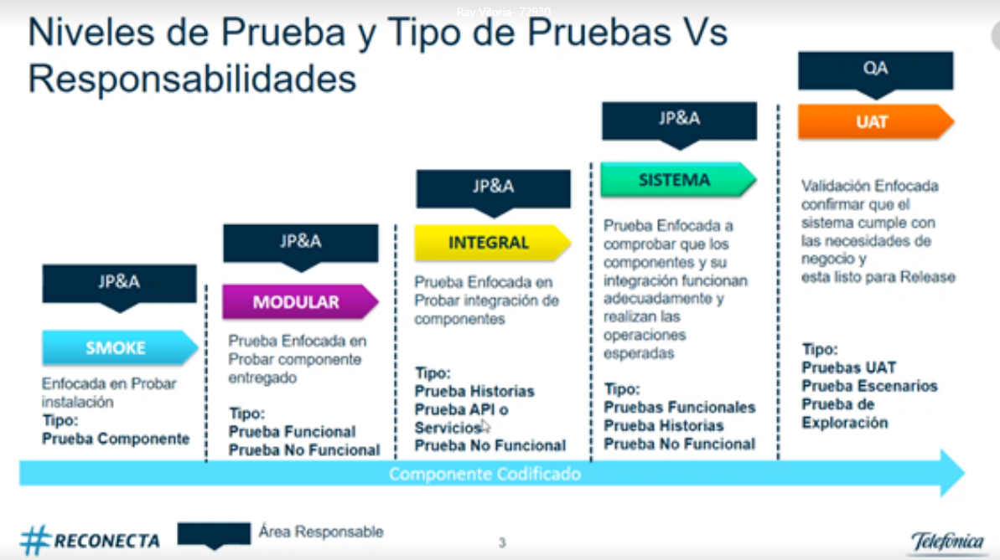 Ray Viloria- 72930
Niveles de Prueba y Tipo de Pruebas Vs
Responsabilidades
JP&A
SMOKE
Enfocada en Probar
instalación
Tipo:
Prueba Componente
JP&A
MODULAR
Prueba Enfocada en
Probar componente
entregado
Tipo:
Prueba Funcional
Prueba No Funcional
JP&A
INTEGRAL
Prueba Enfocada en
Probar integración de
componentes
Tipo:
Prueba Historias
Prueba API o
Servicios
Prueba No Funcional
JP&A
SISTEMA
Prueba Enfocada a
comprobar que los
componentes y su
integración funcionan
adecuadamente y
realizan las
operaciones
esperadas
Tipo:
Pruebas Funcionales
Prueba Historias
Prueba No Funcional
QA
UAT
Validación Enfocada
confirmar que el
sistema cumple con
las necesidades de
negocio y
esta listo para Release
Tipo:
Pruebas UAT
Prueba Escenarios
Prueba de
Exploración
Componente Codificado
#RECONECTA
Área Responsable
3
Telefónica